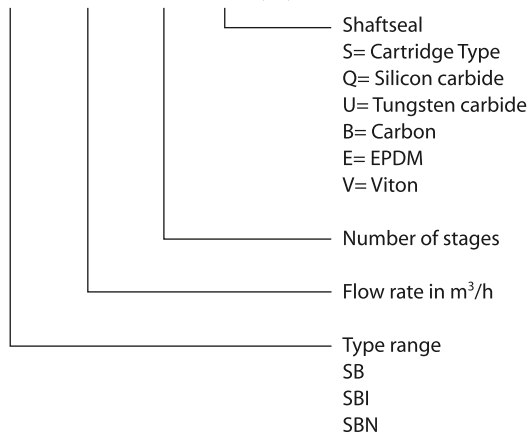 Shaftseal
S= Cartridge Type
Q= Silicon carbide
U= Tungsten carbide
B= Carbon
E= EPDM
V= Viton
Number of stages
Flow rate in m³/h
Type range
SB
SBI
SBN